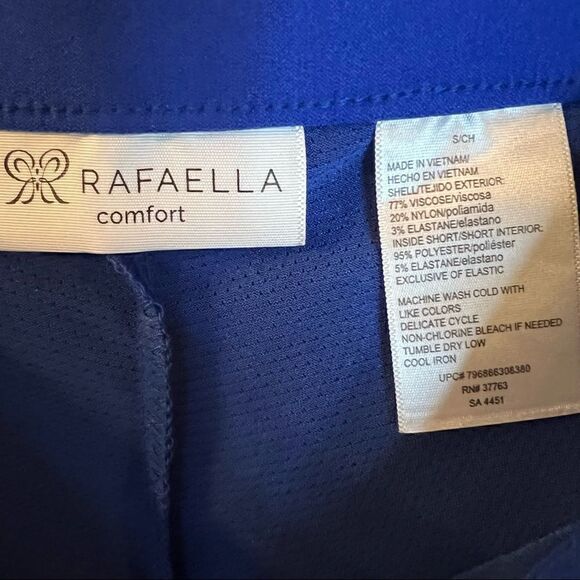 RAFAELLA
comfort
S/CH
MADE IN VIETNAM/
HECHO EN VIETNAM
SHELL/TEJIDO EXTERIOR:
77% VISCOSE/viscosa
20% NYLON/poliamida
3% ELASTANE/elastano
INSIDE SHORT/SHORT INTERIOR:
95% POLYESTER/poliéster
5% ELASTANE/elastano
EXCLUSIVE OF ELASTIC
MACHINE WASH COLD WITH
LIKE COLORS
DELICATE CYCLE
NON-CHLORINE BLEACH IF NEEDED
TUMBLE DRY LOW
COOL IRON
UPC# 796866308380
RN# 37763
SA 4451